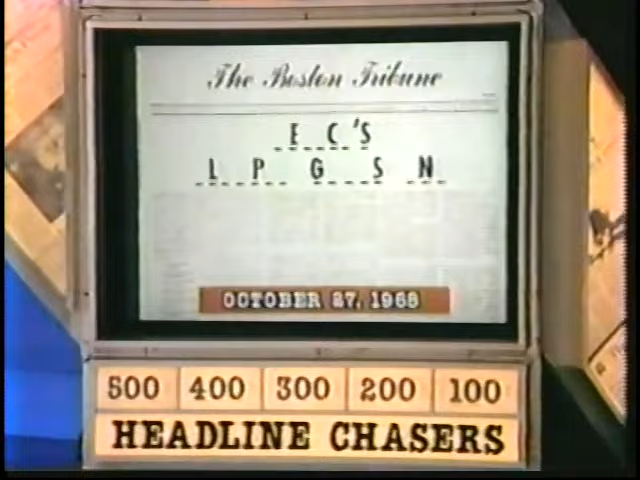 The Boston Tribune
E C'S
L P G S N
OCTOBER 27, 1968
500 400 300 200 100
HEADLINE CHASERS